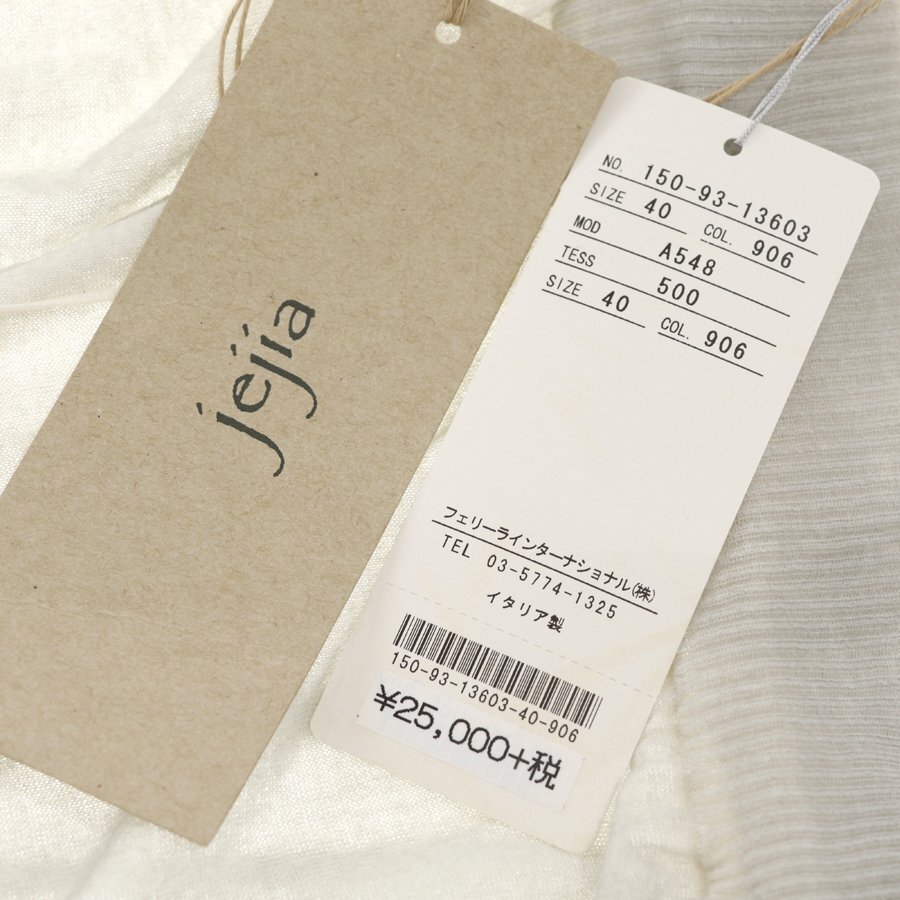 jejia
NO. 150-93-13603
SIZE 40 COL. 906
MOD A548
TESS 500
SIZE 40 COL. 906
フェリーラインターナショナル(株)
TEL 03-5774-1325
イタリア製
150-93-13603-40-906
¥25,000+税